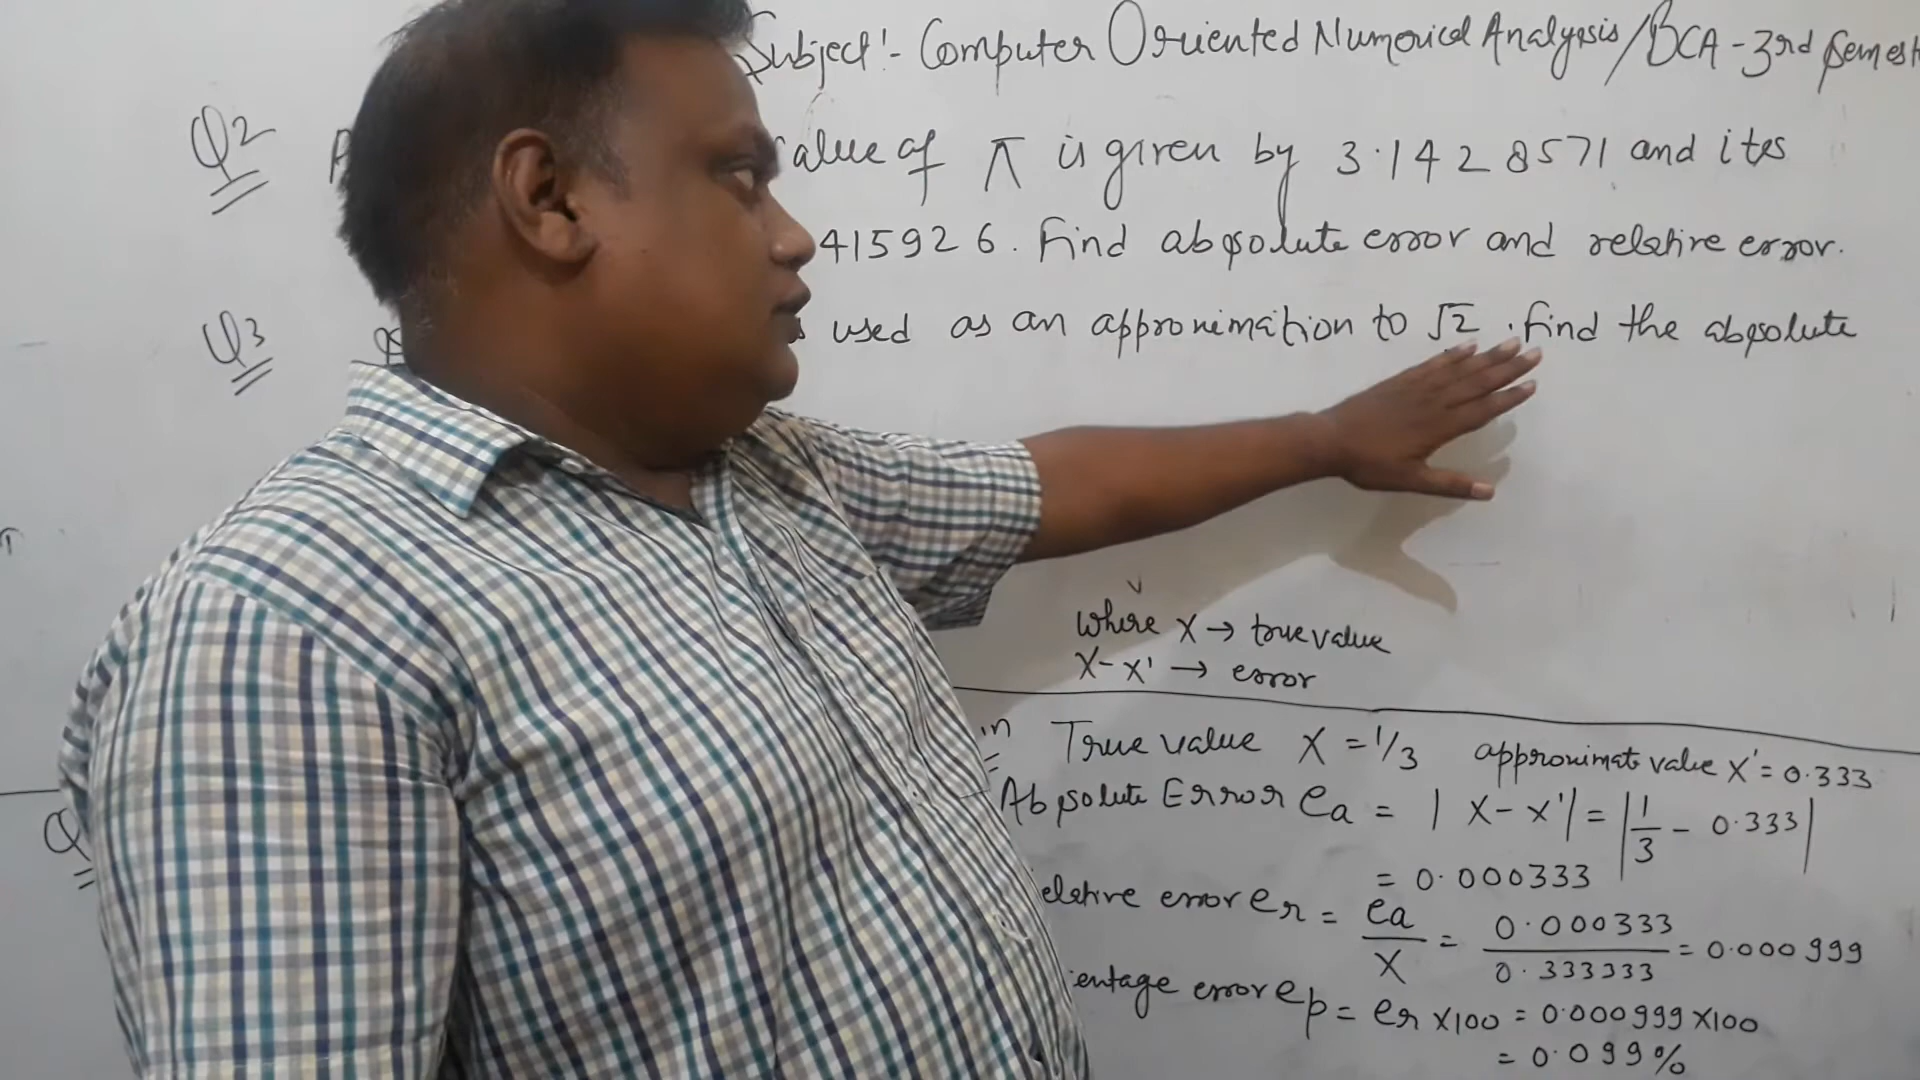 Subject:- Computer Oriented Numerical Analysis/BCA-3rd Semest
Q2 value of π is given by 3.1428571 and its
415926. Find absolute error and relative error.
Q3 used as an approximation to √2. Find the absolute
where X → true value
X-X' → error
True value X = 1/3 approximate value X' = 0.333
Absolute Error ea = |X-X'| = |1/3 - 0.333|
= 0.000333
elative error er = ea/X = 0.000333/0.333333 = 0.000999
entage error ep = er x100 = 0.000999 x100
= 0.099%